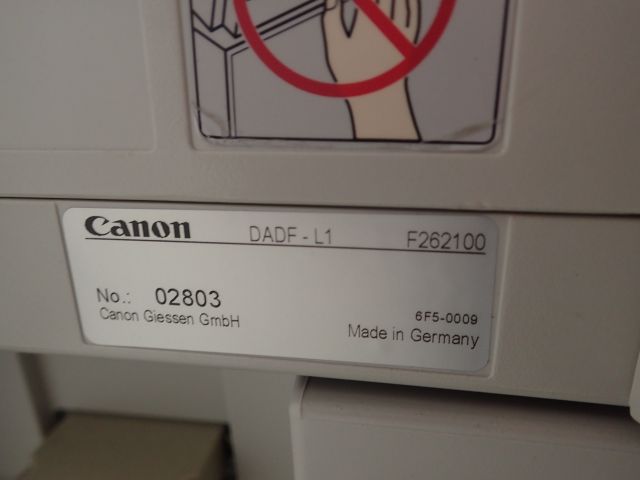 Canon DADF - L1 F262100
No.: 02803
6F5-0009
Canon Giessen GmbH
Made in Germany